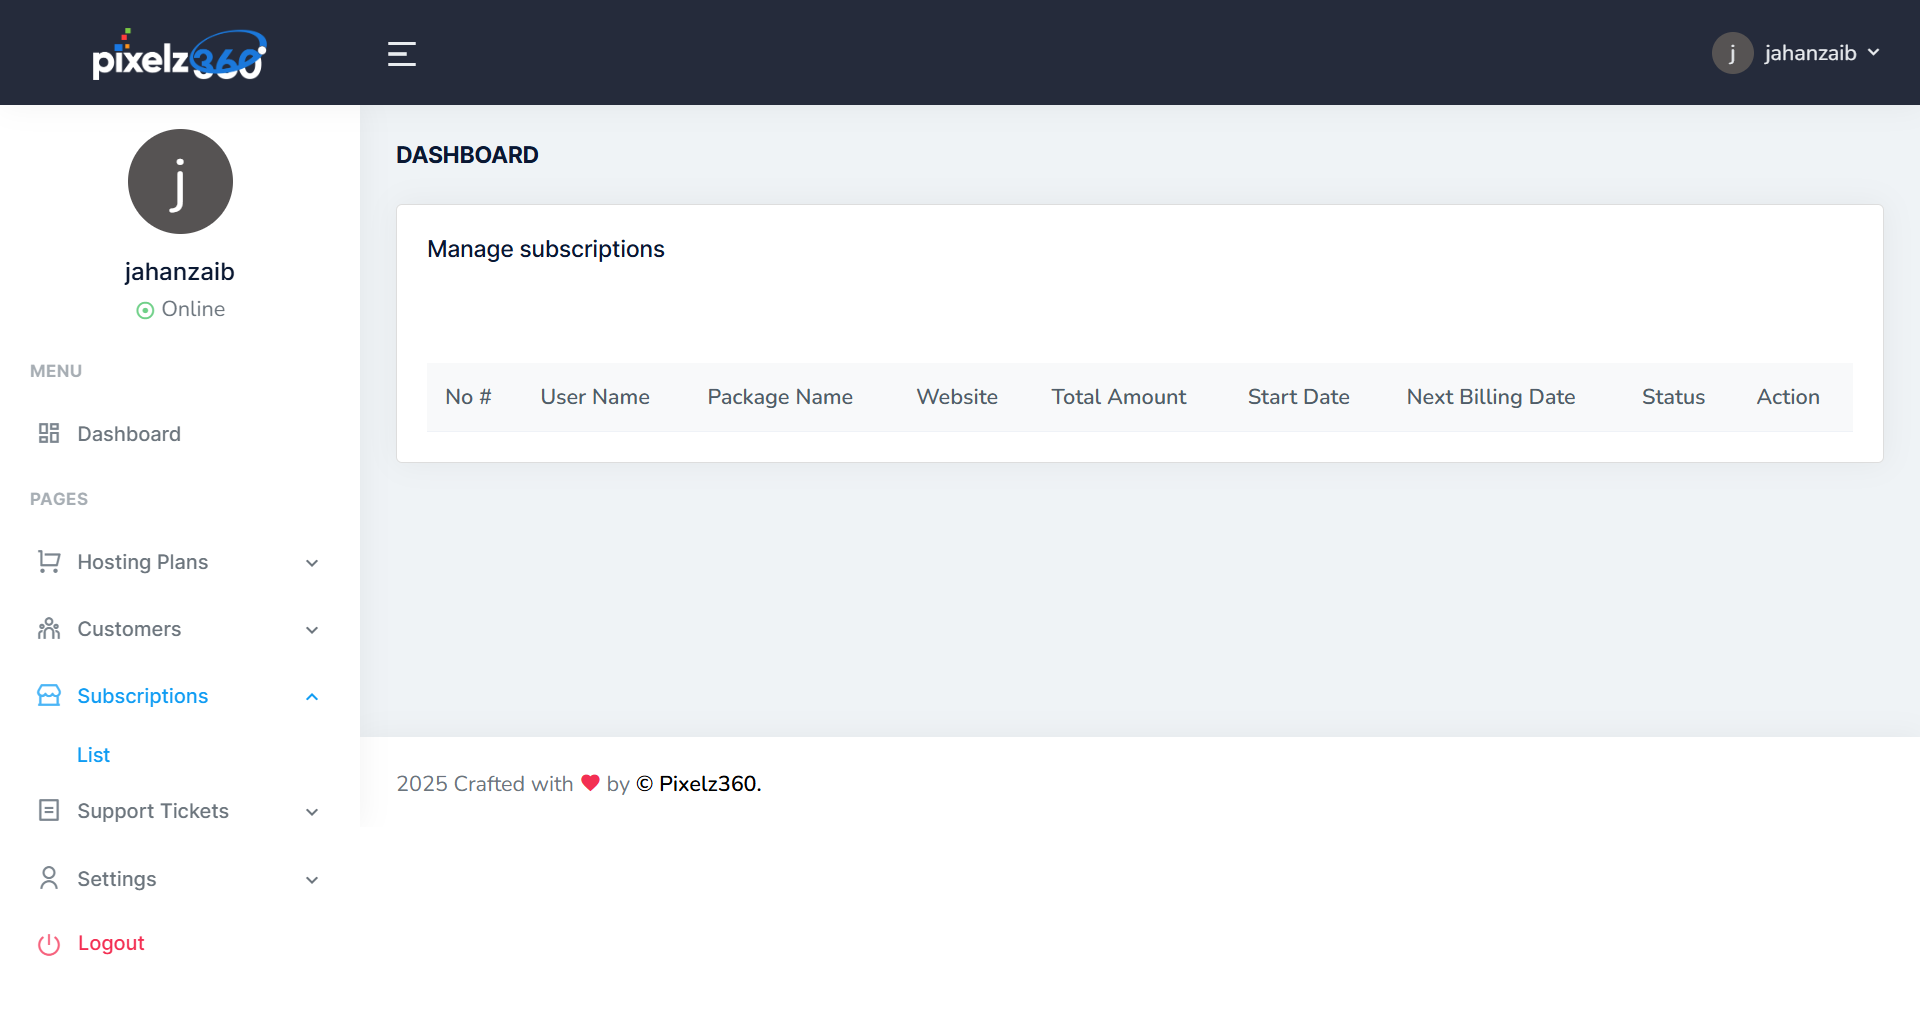 pixelz360
j jahanzaib
j
jahanzaib
Online
MENU
Dashboard
PAGES
Hosting Plans
Customers
Subscriptions
List
Support Tickets
Settings
Logout
DASHBOARD
Manage subscriptions
No # User Name Package Name Website Total Amount Start Date Next Billing Date Status Action
2025 Crafted with ❤ by © Pixelz360.